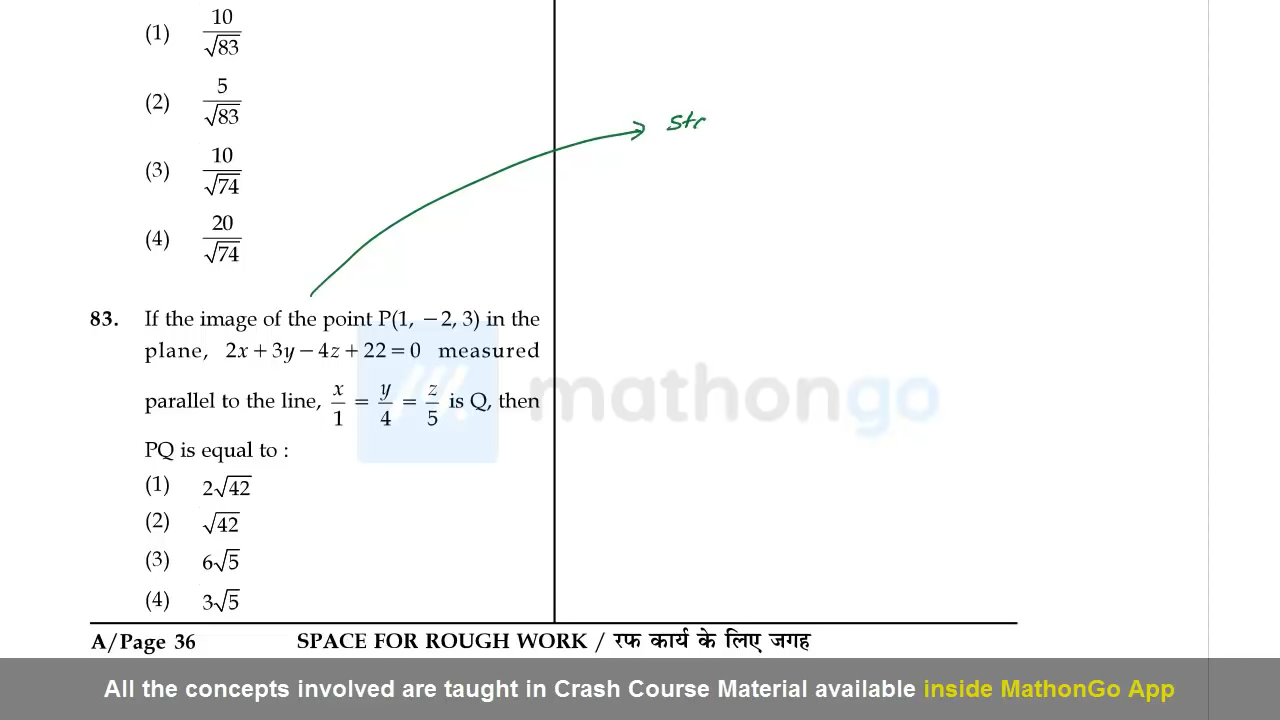 (1) 10/√83
(2) 5/√83
(3) 10/√74
(4) 20/√74
str
83. If the image of the point P(1, −2, 3) in the
plane, 2x + 3y − 4z + 22 = 0 measured
parallel to the line, x/1 = y/4 = z/5 is Q, then
PQ is equal to :
(1) 2√42
(2) √42
(3) 6√5
(4) 3√5
mathongo
A/Page 36 SPACE FOR ROUGH WORK / रफ कार्य के लिए जगह
All the concepts involved are taught in Crash Course Material available inside MathonGo App